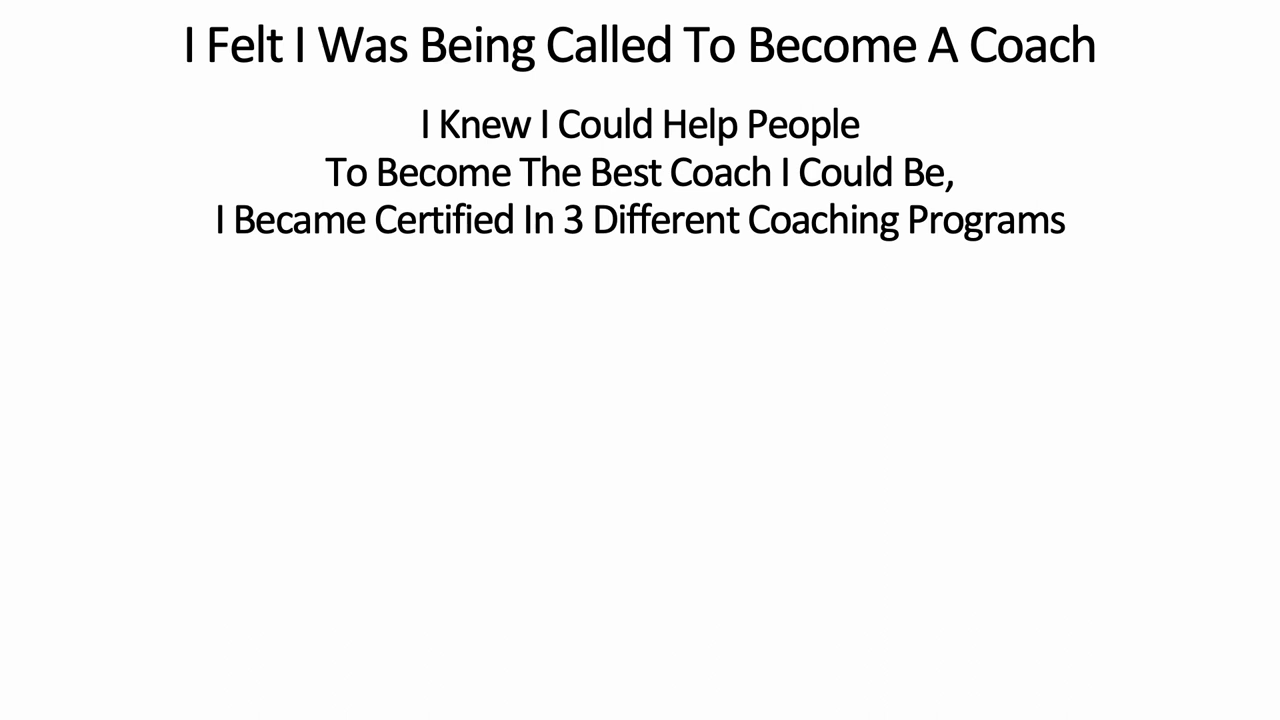 I Felt I Was Being Called To Become A Coach
I Knew I Could Help People
To Become The Best Coach I Could Be,
I Became Certified In 3 Different Coaching Programs